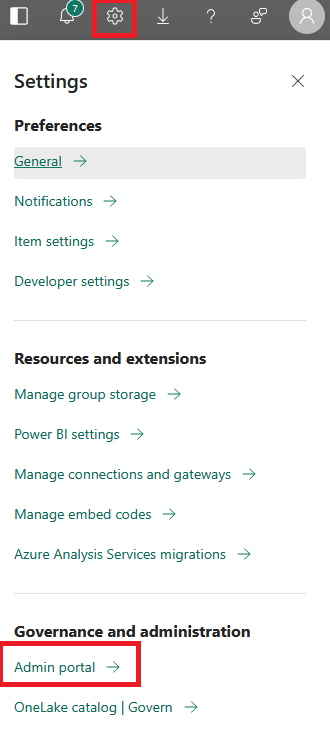 7
Settings
Preferences
General
Notifications
Item settings
Developer settings
Resources and extensions
Manage group storage
Power BI settings
Manage connections and gateways
Manage embed codes
Azure Analysis Services migrations
Governance and administration
Admin portal
OneLake catalog | Govern